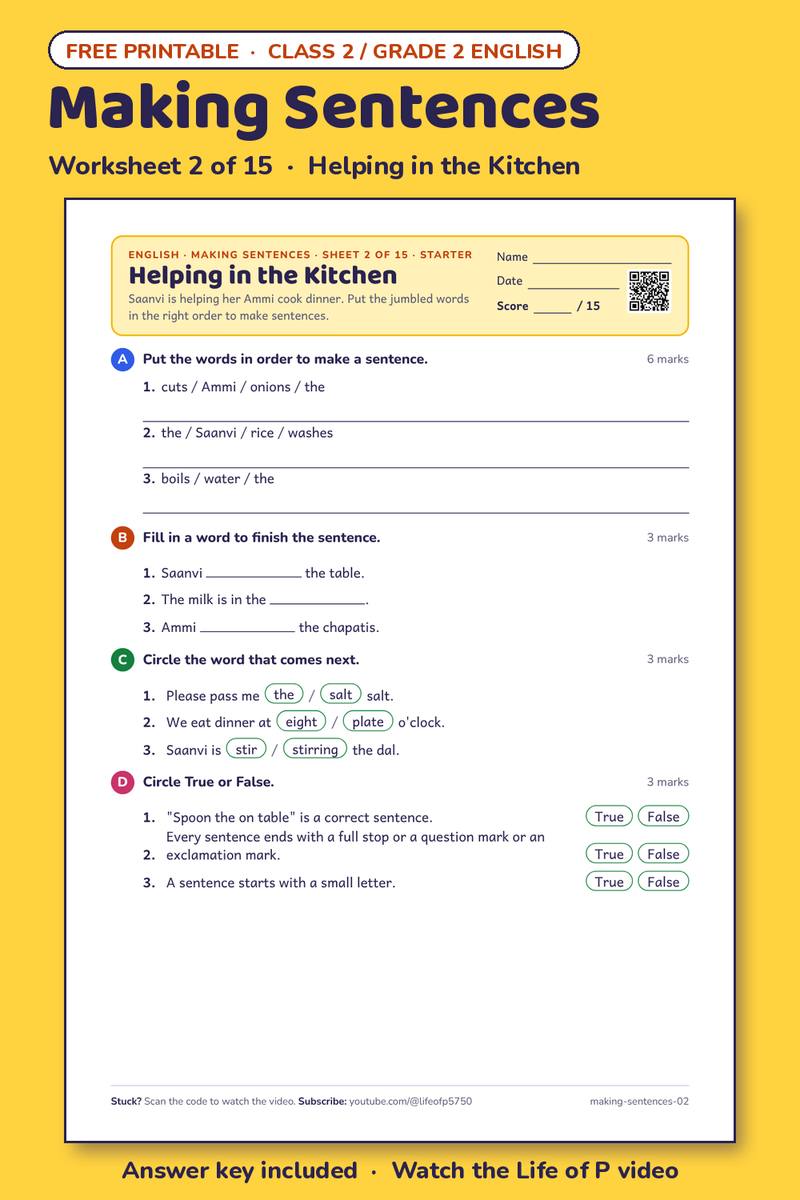 FREE PRINTABLE · CLASS 2 / GRADE 2 ENGLISH
Making Sentences
Worksheet 2 of 15 · Helping in the Kitchen
ENGLISH · MAKING SENTENCES · SHEET 2 OF 15 · STARTER
Helping in the Kitchen
Saanvi is helping her Ammi cook dinner. Put the jumbled words
in the right order to make sentences.
Name ____
Date ____
Score ____ / 15
A Put the words in order to make a sentence. 6 marks
1. cuts / Ammi / onions / the
2. the / Saanvi / rice / washes
3. boils / water / the
B Fill in a word to finish the sentence. 3 marks
1. Saanvi ____ the table.
2. The milk is in the ____.
3. Ammi ____ the chapatis.
C Circle the word that comes next. 3 marks
1. Please pass me the / salt salt.
2. We eat dinner at eight / plate o'clock.
3. Saanvi is stir / stirring the dal.
D Circle True or False. 3 marks
1. "Spoon the on table" is a correct sentence. True False
Every sentence ends with a full stop or a question mark or an
2. exclamation mark. True False
3. A sentence starts with a small letter. True False
Stuck? Scan the code to watch the video. Subscribe: youtube.com/@lifeofp5750 making-sentences-02
Answer key included · Watch the Life of P video